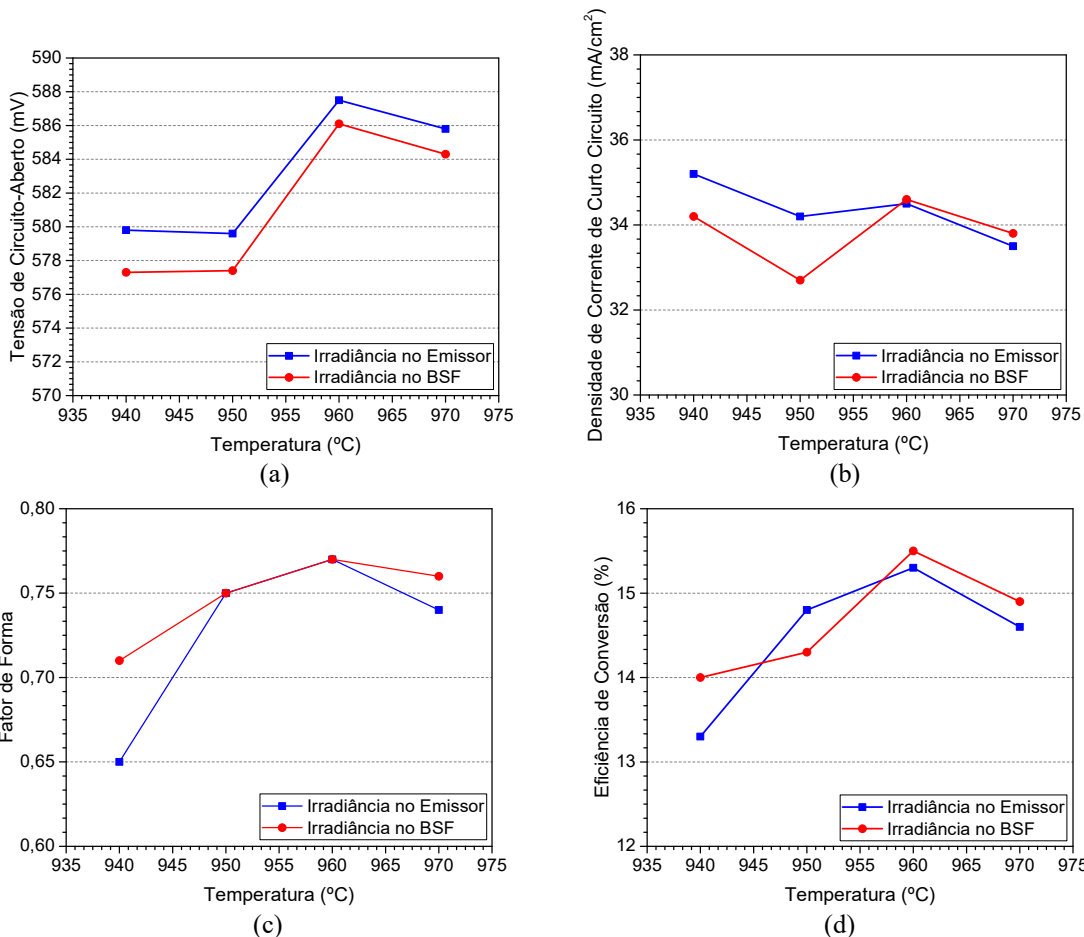 590
588
586
584
582
580
578
576
574
572
570
Tensão de Circuito-Aberto (mV)
935 940 945 950 955 960 965 970 975
Temperatura (ºC)
Irradiância no Emissor
Irradiância no BSF
(a)
38
36
34
32
30
Densidade de Corrente de Curto Circuito (mA/cm²)
935 940 945 950 955 960 965 970 975
Temperatura (ºC)
Irradiância no Emissor
Irradiância no BSF
(b)
0,80
0,75
0,70
0,65
0,60
Fator de Forma
935 940 945 950 955 960 965 970 975
Temperatura (ºC)
Irradiância no Emissor
Irradiância no BSF
(c)
16
15
14
13
12
Eficiência de Conversão (%)
935 940 945 950 955 960 965 970 975
Temperatura (ºC)
Irradiância no Emissor
Irradiância no BSF
(d)